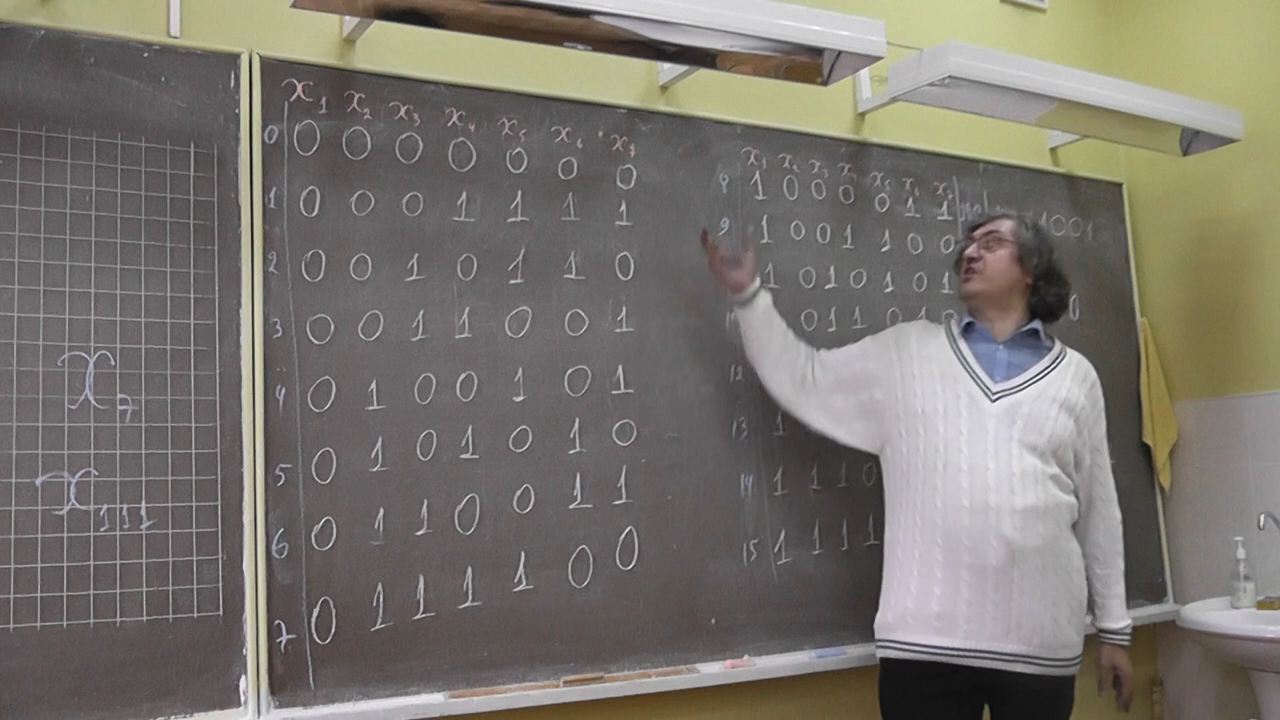 x₇
x₁₁₁
x₁ x₂ x₃ x₄ x₅ x₆ x₇
0 0 0 0 0 0 0 0
1 0 0 0 1 1 1 1
2 0 0 1 0 1 1 0
3 0 0 1 1 0 0 1
4 0 1 0 0 1 0 1
5 0 1 0 1 0 1 0
6 0 1 1 0 0 1 1
7 0 1 1 1 1 0 0
x₁ x₂ x₃ x₄ x₅ x₆ x₇
8 1 0 0 0 0 1 1
9 1 0 0 1 1 0 0
1 0 1 0 1 0 1
0 1 1 0 1 0
12
13 1
14 1 1 1 0
15 1 1 1 1